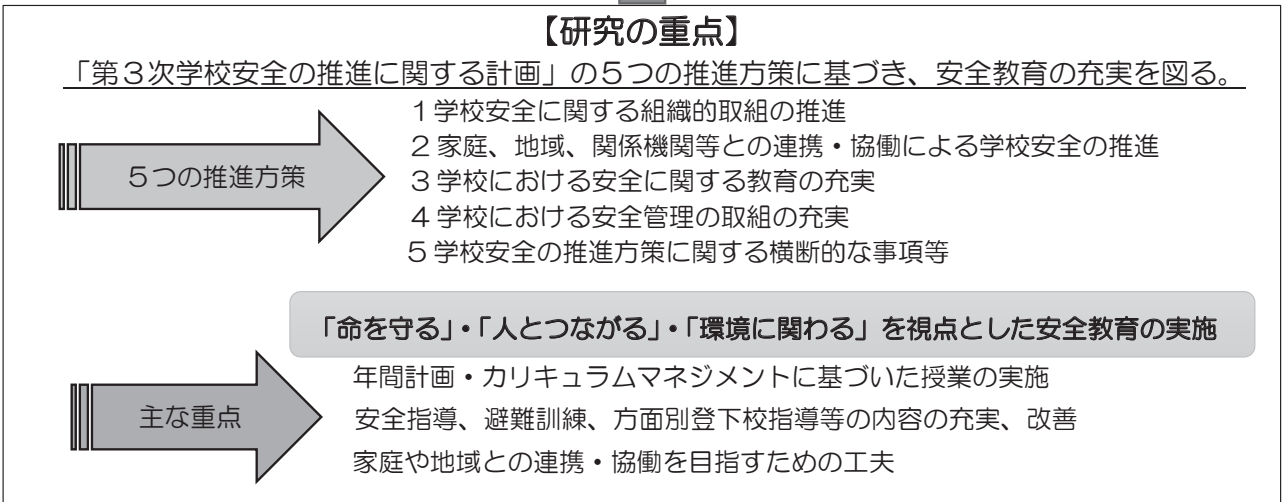 【研究の重点】
「第３次学校安全の推進に関する計画」の５つの推進方策に基づき、安全教育の充実を図る。
５つの推進方策
１学校安全に関する組織的取組の推進
２家庭、地域、関係機関等との連携・協働による学校安全の推進
３学校における安全に関する教育の充実
４学校における安全管理の取組の充実
５学校安全の推進方策に関する横断的な事項等
「命を守る」・「人とつながる」・「環境に関わる」を視点とした安全教育の実施
主な重点
年間計画・カリキュラムマネジメントに基づいた授業の実施
安全指導、避難訓練、方面別登下校指導等の内容の充実、改善
家庭や地域との連携・協働を目指すための工夫